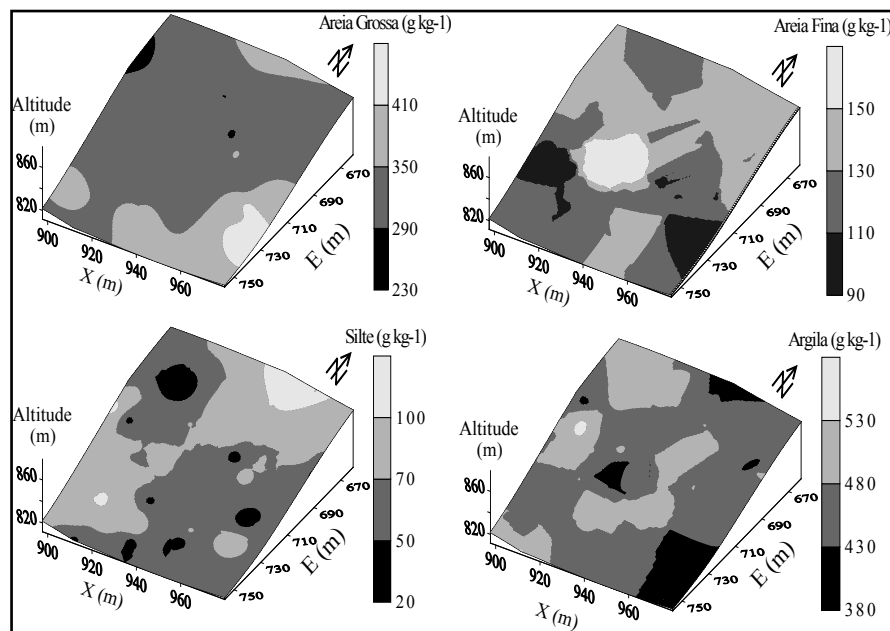 Areia Grossa (g kg-1)
N
Altitude
(m)
860
820
900
920
940
960
X (m)
750
730
710
690
670
E (m)
410
350
290
230
Areia Fina (g kg-1)
N
Altitude
(m)
860
820
900
920
940
960
X (m)
750
730
710
690
670
E (m)
150
130
110
90
Silte (g kg-1)
N
Altitude
(m)
860
820
900
920
940
960
X (m)
750
730
710
690
670
E (m)
100
70
50
20
Argila (g kg-1)
N
Altitude
(m)
860
820
900
920
940
960
X (m)
750
730
710
690
670
E (m)
530
480
430
380